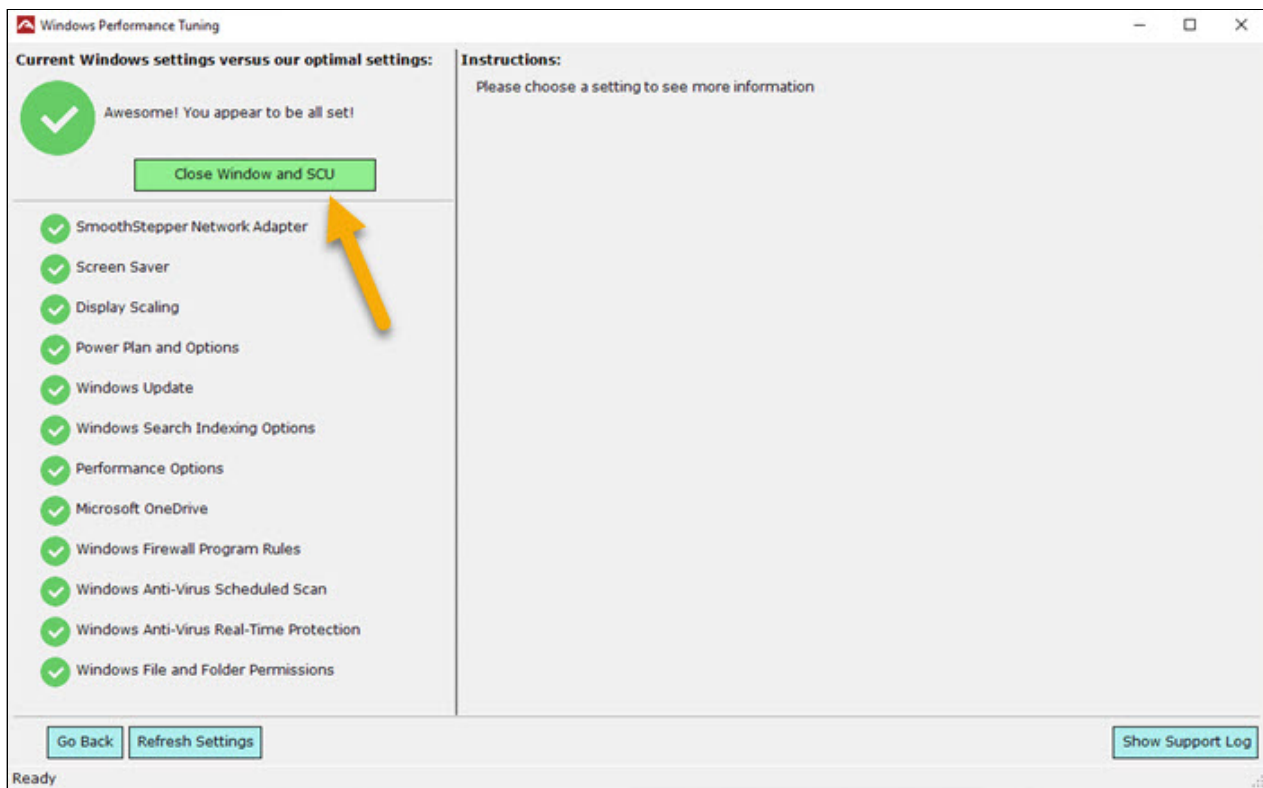 Windows Performance Tuning
Current Windows settings versus our optimal settings:
Awesome! You appear to be all set!
Close Window and SCU
SmoothStepper Network Adapter
Screen Saver
Display Scaling
Power Plan and Options
Windows Update
Windows Search Indexing Options
Performance Options
Microsoft OneDrive
Windows Firewall Program Rules
Windows Anti-Virus Scheduled Scan
Windows Anti-Virus Real-Time Protection
Windows File and Folder Permissions
Instructions:
Please choose a setting to see more information
Go Back
Refresh Settings
Show Support Log
Ready